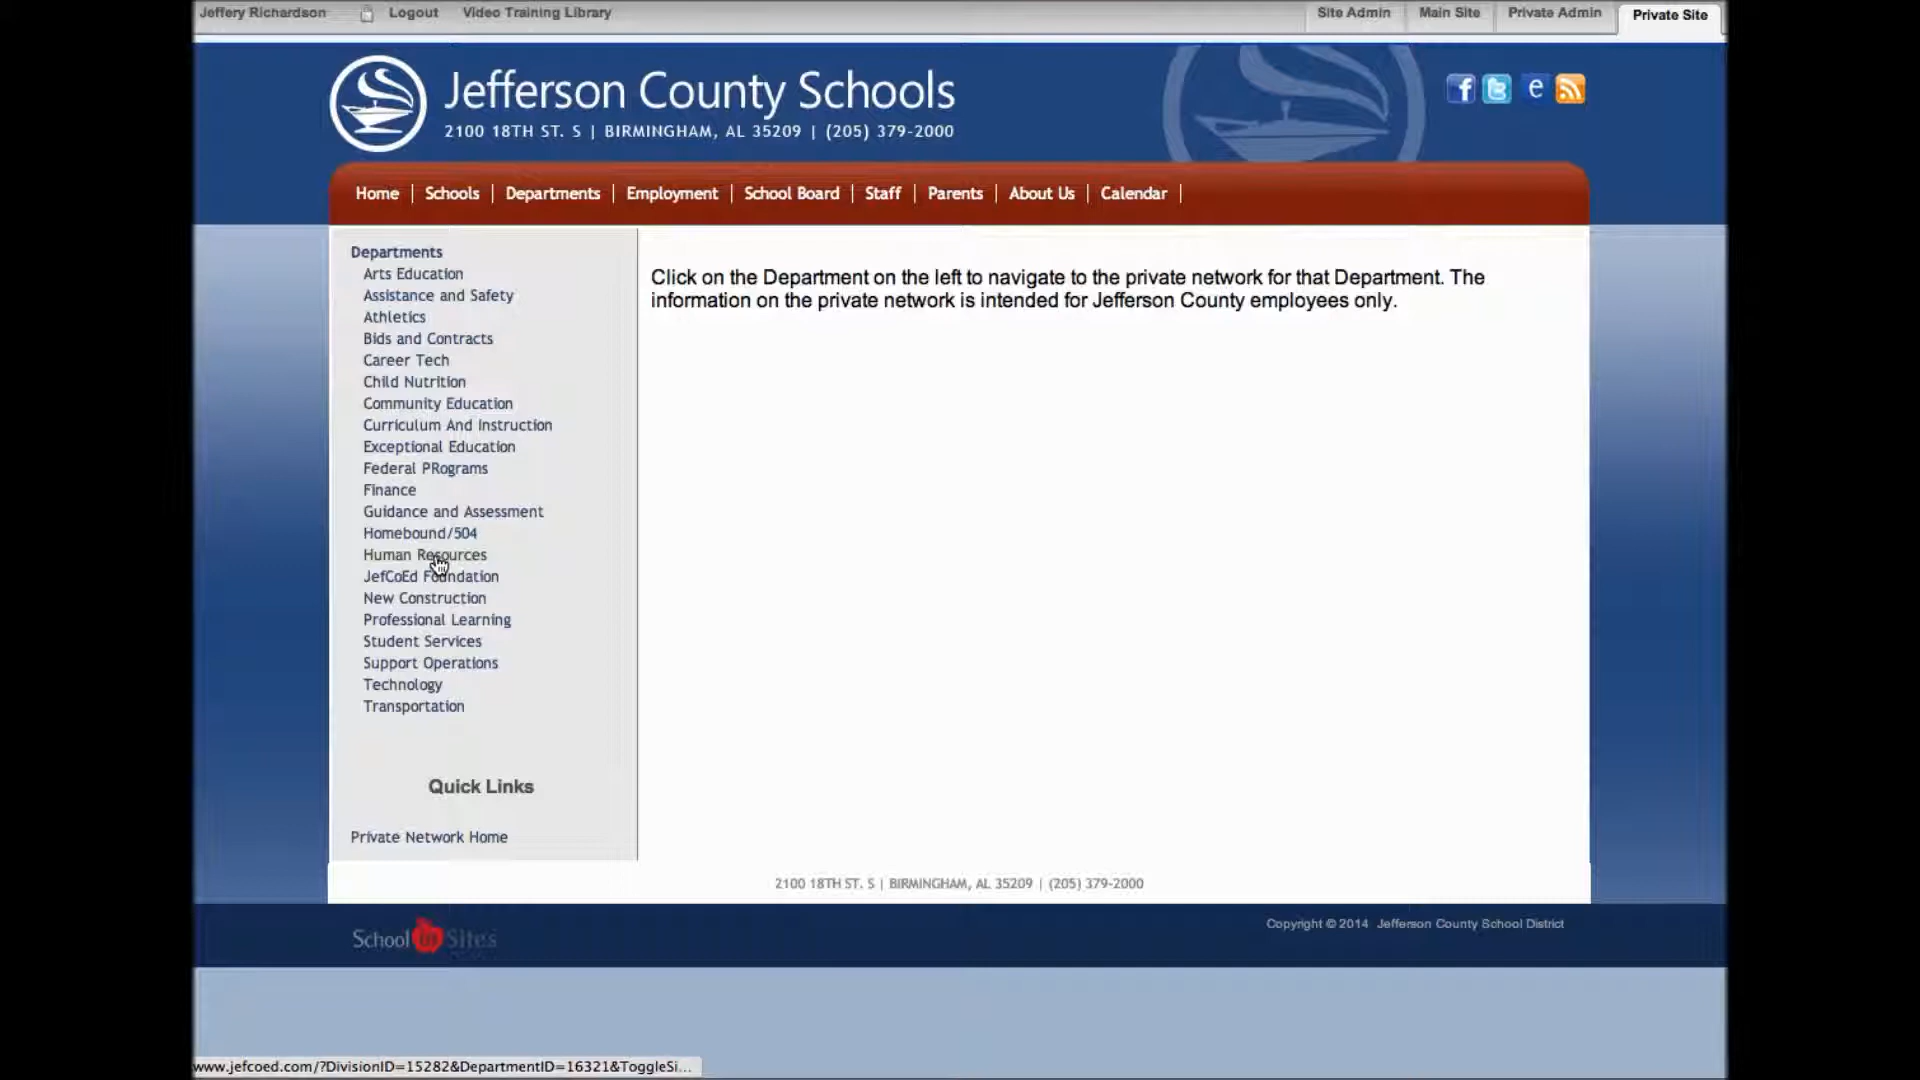 Jeffery Richardson Logout Video Training Library Site Admin Main Site Private Admin Private Site
Jefferson County Schools
2100 18TH ST. S | BIRMINGHAM, AL 35209 | (205) 379-2000
Home | Schools | Departments | Employment | School Board | Staff | Parents | About Us | Calendar |
Departments
Arts Education
Assistance and Safety
Athletics
Bids and Contracts
Career Tech
Child Nutrition
Community Education
Curriculum And Instruction
Exceptional Education
Federal PRograms
Finance
Guidance and Assessment
Homebound/504
Human Resources
JefCoEd Foundation
New Construction
Professional Learning
Student Services
Support Operations
Technology
Transportation
Quick Links
Private Network Home
Click on the Department on the left to navigate to the private network for that Department. The
information on the private network is intended for Jefferson County employees only.
2100 18TH ST. S | BIRMINGHAM, AL 35209 | (205) 379-2000
School in Sites
Copyright © 2014 Jefferson County School District
www.jefcoed.com/?DivisionID=15282&DepartmentID=16321&ToggleSi...